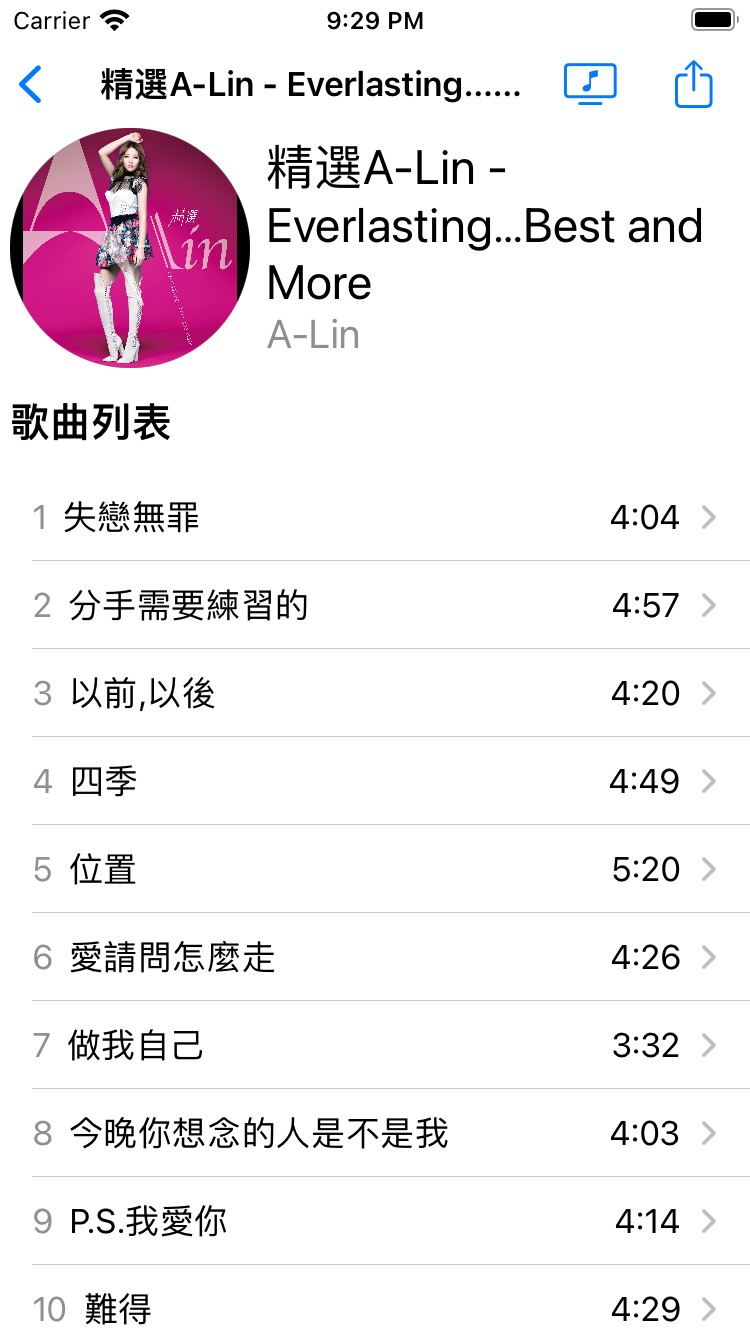 Carrier
9:29 PM
精選A-Lin - Everlasting......
精選
A-Lin
精選A-Lin -
Everlasting...Best and
More
A-Lin
歌曲列表
1 失戀無罪 4:04
2 分手需要練習的 4:57
3 以前,以後 4:20
4 四季 4:49
5 位置 5:20
6 愛請問怎麼走 4:26
7 做我自己 3:32
8 今晚你想念的人是不是我 4:03
9 P.S.我愛你 4:14
10 難得 4:29